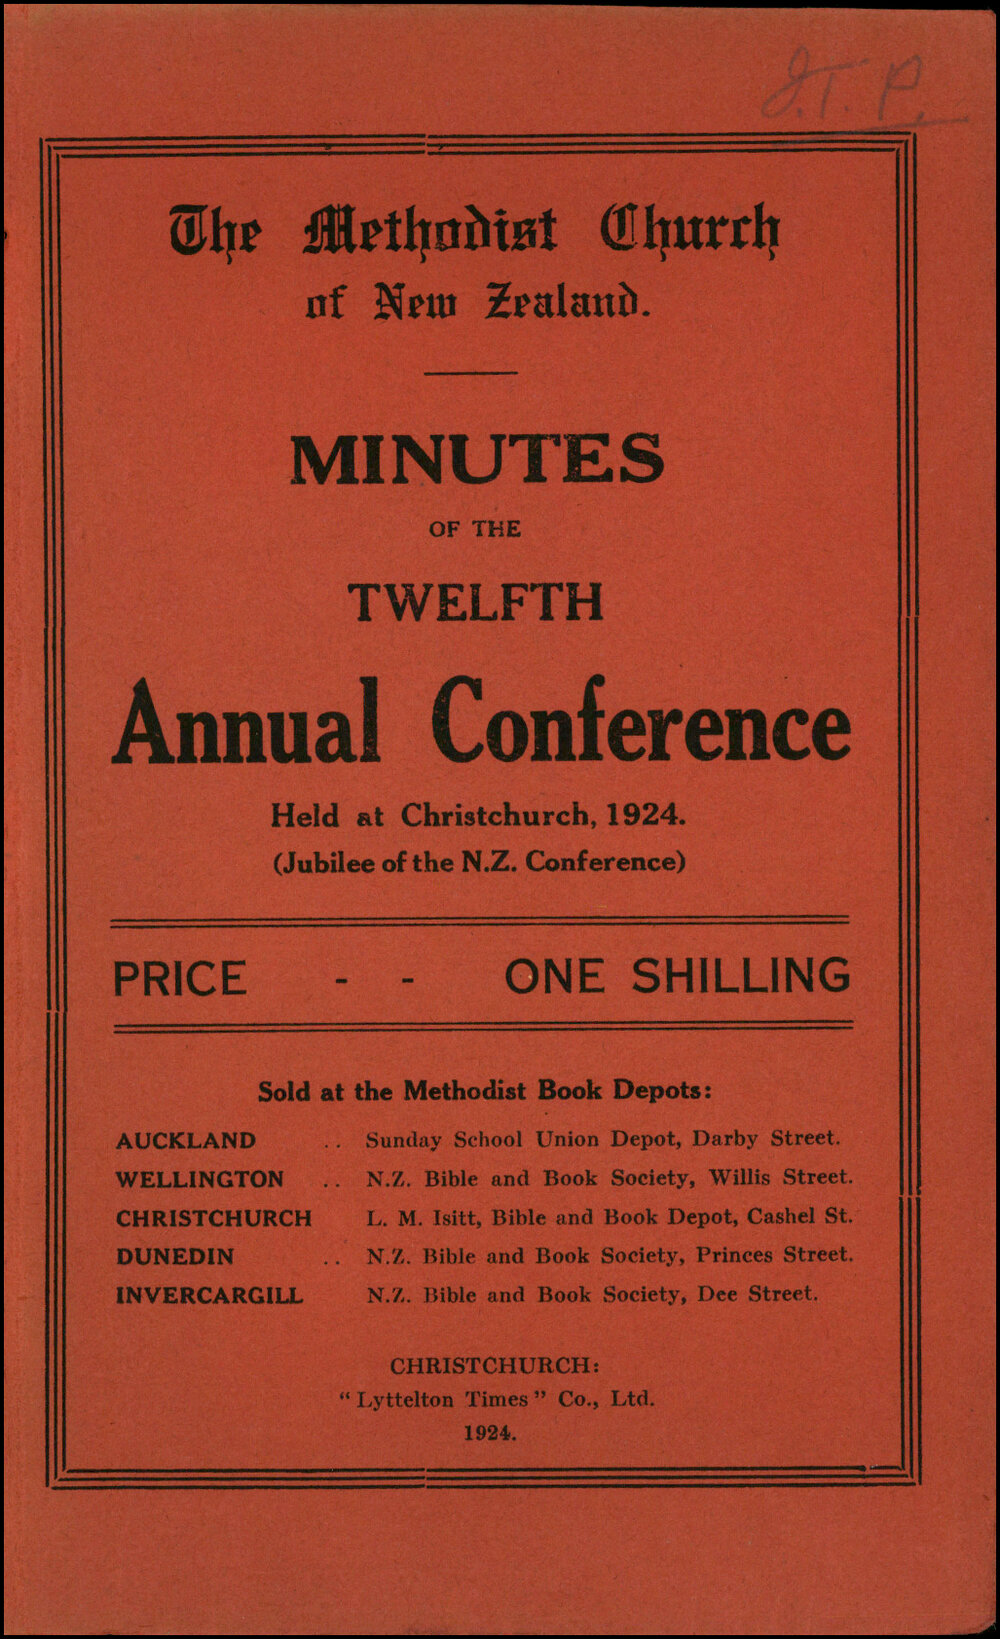 J.T.P.
The Methodist Church
of New Zealand.
MINUTES
OF THE
TWELFTH
Annual Conference
Held at Christchurch, 1924.
(Jubilee of the N.Z. Conference)
PRICE - - ONE SHILLING
Sold at the Methodist Book Depots:
AUCKLAND .. Sunday School Union Depot, Darby Street.
WELLINGTON .. N.Z. Bible and Book Society, Willis Street.
CHRISTCHURCH L. M. Isitt, Bible and Book Depot, Cashel St.
DUNEDIN .. N.Z. Bible and Book Society, Princes Street.
INVERCARGILL N.Z. Bible and Book Society, Dee Street.
CHRISTCHURCH:
"Lyttelton Times" Co., Ltd.
1924.